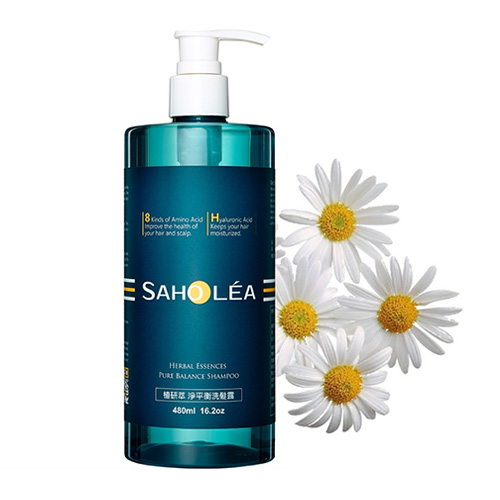 8 Kinds of Amino Acid
Improve the health of
your hair and scalp.
Hyaluronic Acid
Keeps your hair
moisturized.
SAHOLÉA
HERBAL ESSENCES
PURE BALANCE SHAMPOO
植研萃 淨平衡洗髮露
480ml 16.2oz